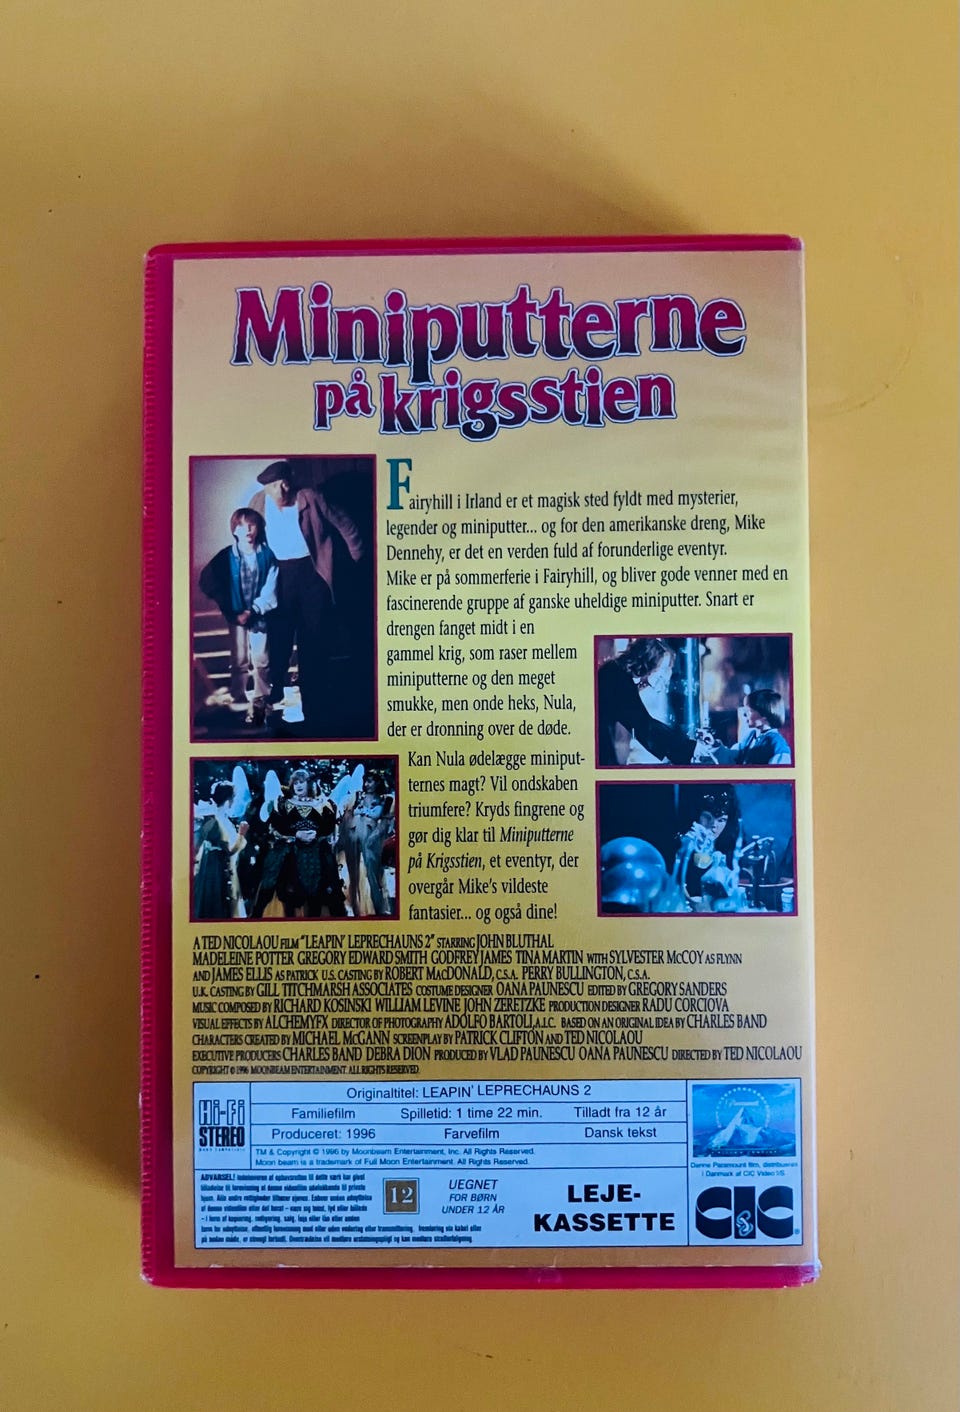 Miniputterne
på krigsstien
Fairyhill i Irland er et magisk sted fyldt med mysterier,
legender og miniputter... og for den amerikanske dreng, Mike
Dennehy, er det en verden fuld af forunderlige eventyr.
Mike er på sommerferie i Fairyhill, og bliver gode venner med en
fascinerende gruppe af ganske uheldige miniputter. Snart er
drengen fanget midt i en
gammel krig, som raser mellem
miniputterne og den meget
smukke, men onde heks, Nula,
der er dronning over de døde.
Kan Nula ødelægge miniput-
ternes magt? Vil ondskaben
triumfere? Kryds fingrene og
gør dig klar til Miniputterne
på Krigsstien, et eventyr, der
overgår Mike's vildeste
fantasier... og også dine!
A TED NICOLAOU FILM "LEAPIN' LEPRECHAUNS 2" STARRING JOHN BLUTHAL
MADELEINE POTTER GREGORY EDWARD SMITH GODFREY JAMES TINA MARTIN WITH SYLVESTER McCOY AS FLYNN
AND JAMES ELLIS AS PATRICK U.S. CASTING BY ROBERT MacDONALD, C.S.A. PERRY BULLINGTON, C.S.A.
U.K. CASTING BY GILL TITCHMARSH ASSOCIATES COSTUME DESIGNER OANA PAUNESCU EDITED BY GREGORY SANDERS
MUSIC COMPOSED BY RICHARD KOSINSKI WILLIAM LEVINE JOHN ZERETZKE PRODUCTION DESIGNER RADU CORCIOVA
VISUAL EFFECTS BY ALCHEMYFX DIRECTOR OF PHOTOGRAPHY ADOLFO BARTOLI, A.I.C. BASED ON AN ORIGINAL IDEA BY CHARLES BAND
CHARACTERS CREATED BY MICHAEL McGANN SCREENPLAY BY PATRICK CLIFTON AND TED NICOLAOU
EXECUTIVE PRODUCERS CHARLES BAND DEBRA DION PRODUCED BY VLAD PAUNESCU OANA PAUNESCU DIRECTED BY TED NICOLAOU
COPYRIGHT © 1996 MOONBEAM ENTERTAINMENT. ALL RIGHTS RESERVED.
Hi-Fi
STEREO
Originaltitel: LEAPIN' LEPRECHAUNS 2
Familiefilm Spilletid: 1 time 22 min. Tilladt fra 12 år
Produceret: 1996 Farvefilm Dansk tekst
TM & Copyright © 1996 by Moonbeam Entertainment, Inc. All Rights Reserved.
Moon beam is a trademark of Full Moon Entertainment. All Rights Reserved.
Paramount
Denne Paramount film, distribueres
i Danmark af CIC Video I/S
ADVARSEL!
12
UEGNET
FOR BØRN
UNDER 12 ÅR
LEJE-
KASSETTE
CIC